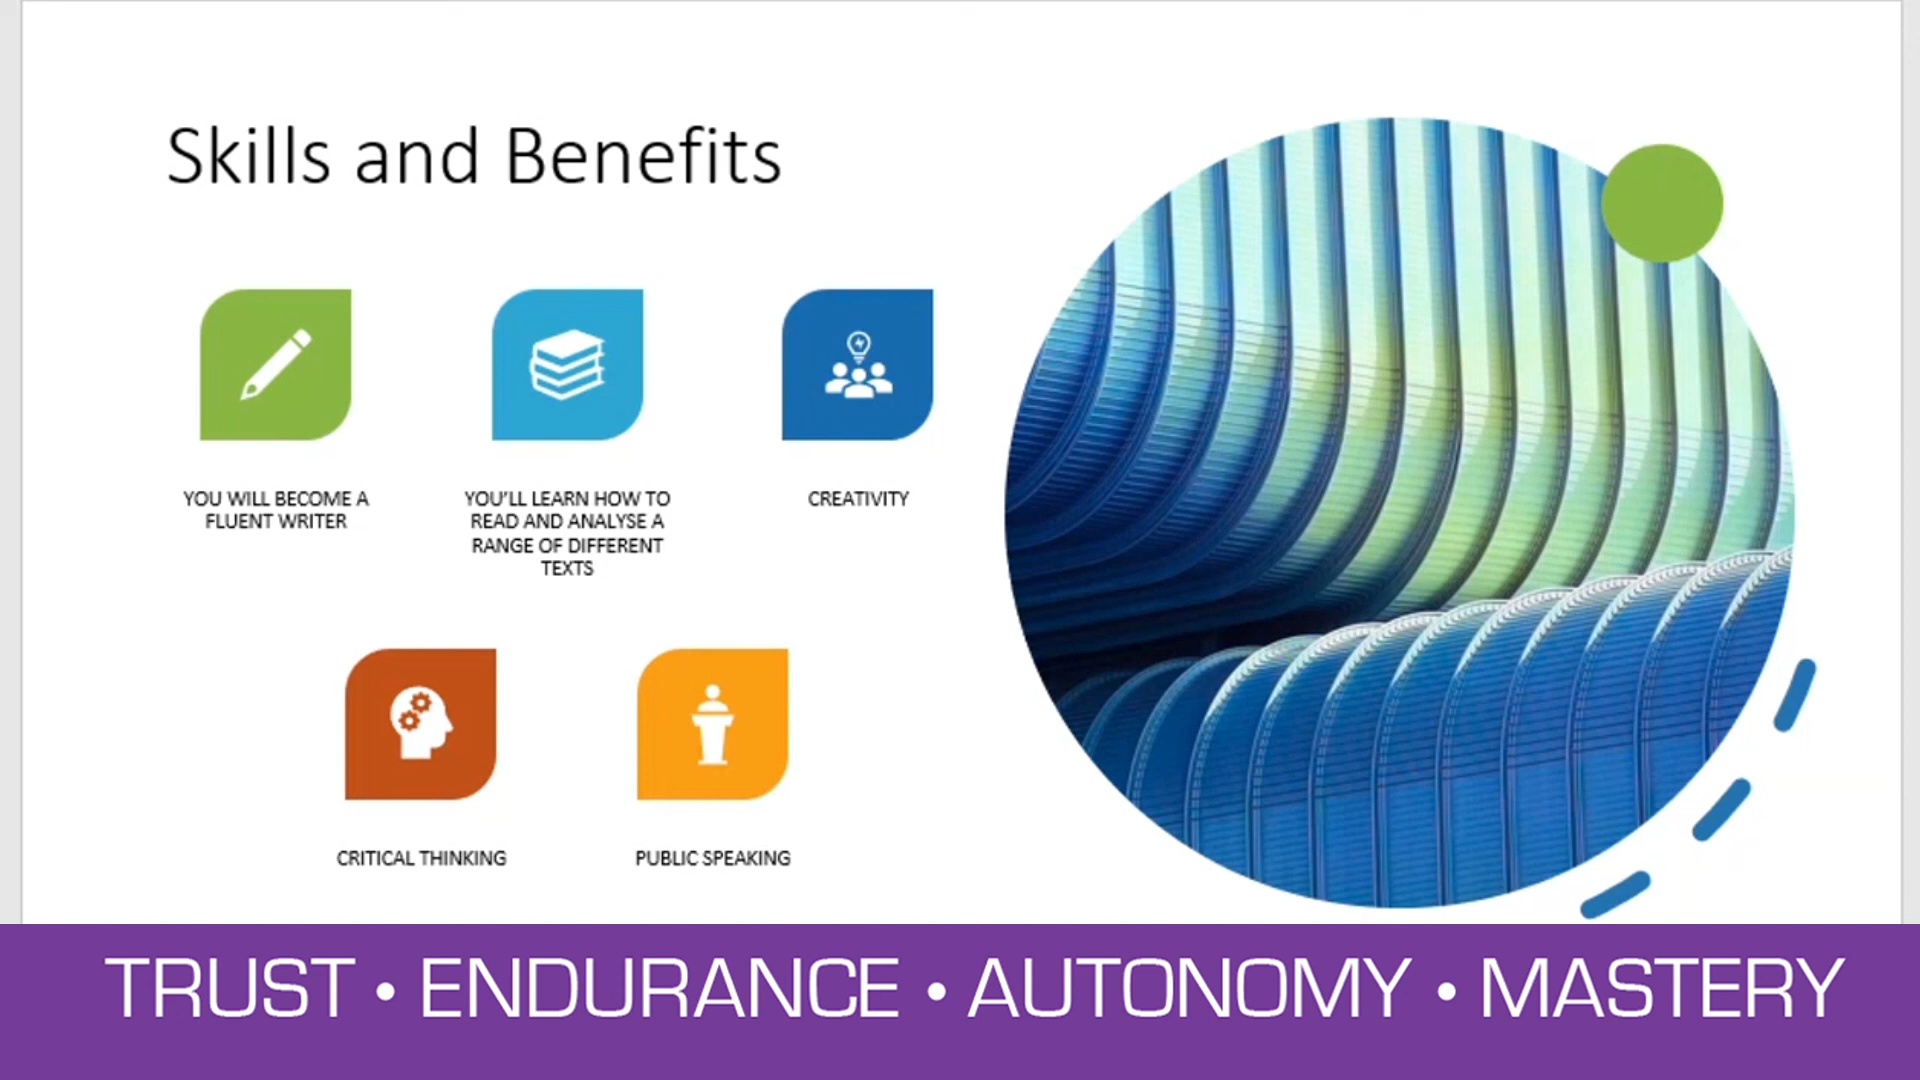 Skills and Benefits
YOU WILL BECOME A
FLUENT WRITER
YOU'LL LEARN HOW TO
READ AND ANALYSE A
RANGE OF DIFFERENT
TEXTS
CREATIVITY
CRITICAL THINKING
PUBLIC SPEAKING
TRUST • ENDURANCE • AUTONOMY • MASTERY